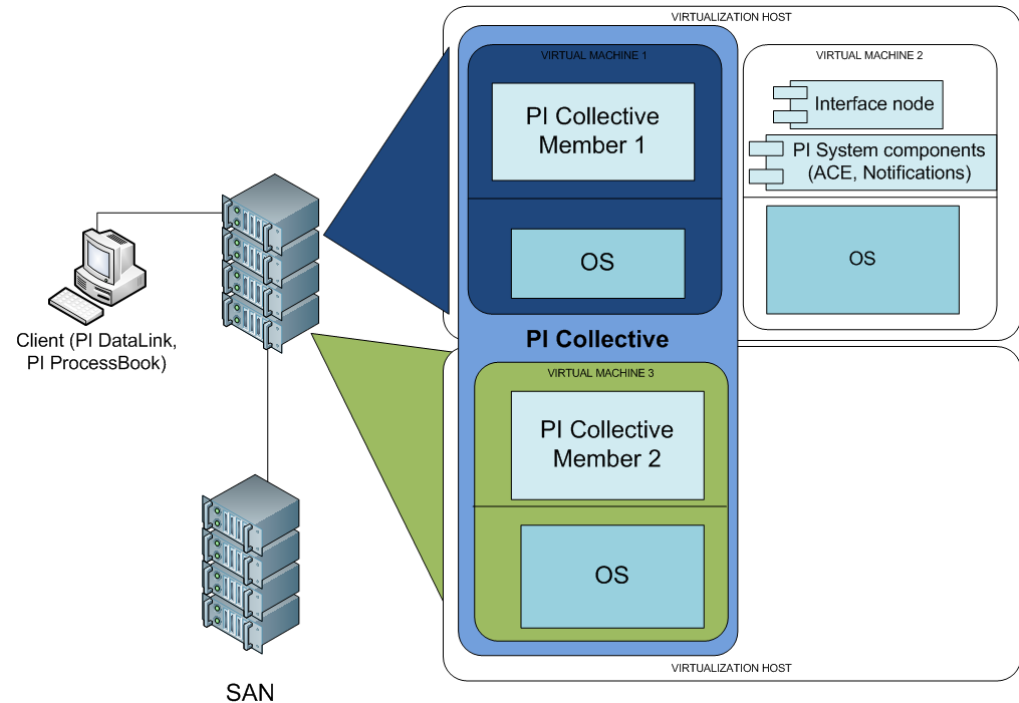 VIRTUALIZATION HOST
VIRTUAL MACHINE 1
PI Collective
Member 1
OS
VIRTUAL MACHINE 2
Interface node
PI System components
(ACE, Notifications)
OS
Client (PI DataLink,
PI ProcessBook)
PI Collective
VIRTUAL MACHINE 3
PI Collective
Member 2
OS
VIRTUALIZATION HOST
SAN